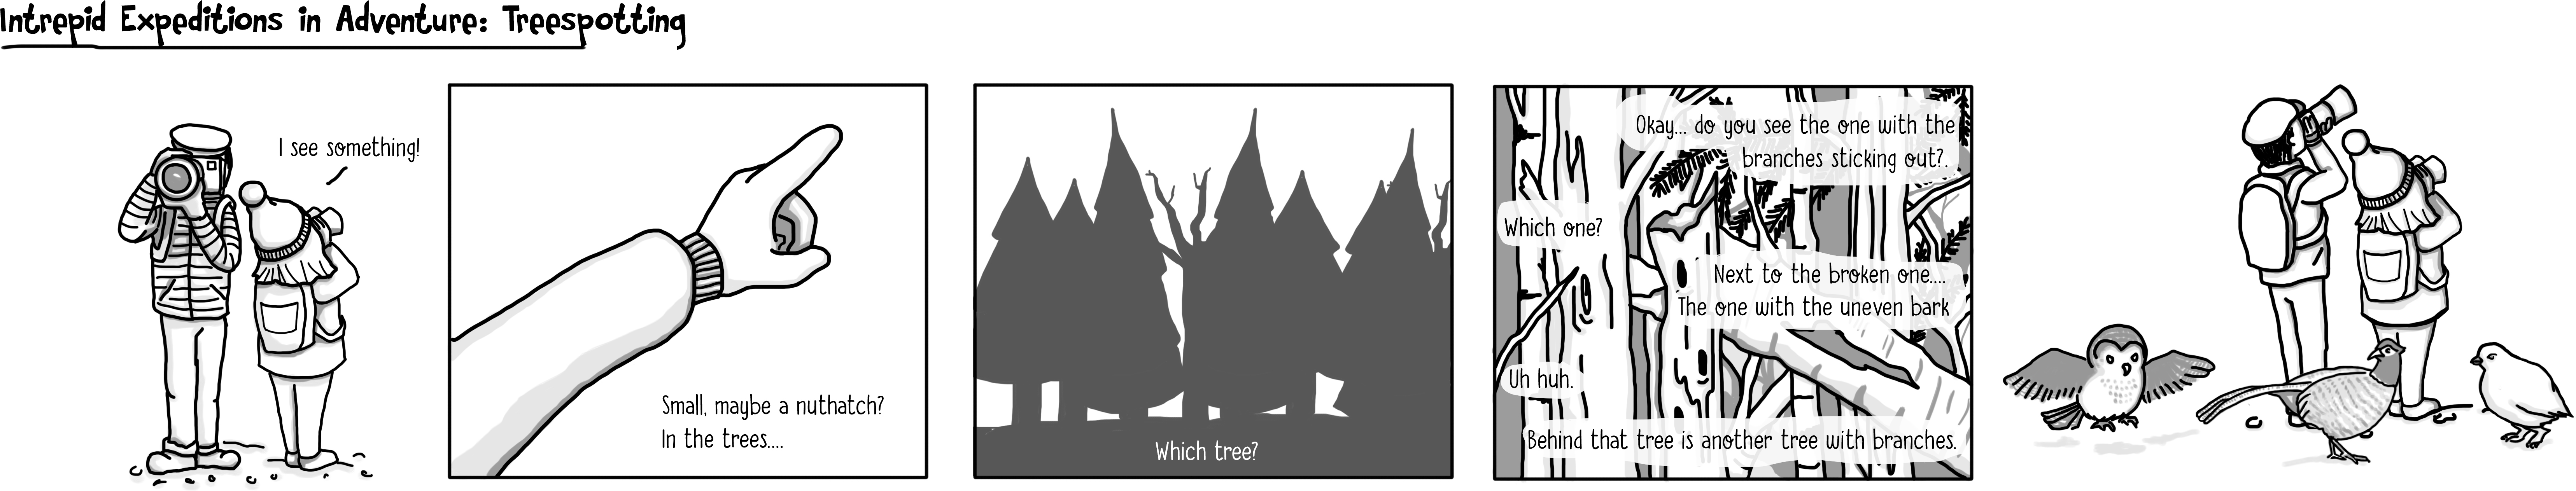 Intrepid Expeditions in Adventure: Treespotting
I see something!
Small, maybe a nuthatch?
In the trees....
Which tree?
Okay... do you see the one with the
branches sticking out?.
Which one?
Next to the broken one....
The one with the uneven bark
Uh huh.
Behind that tree is another tree with branches.